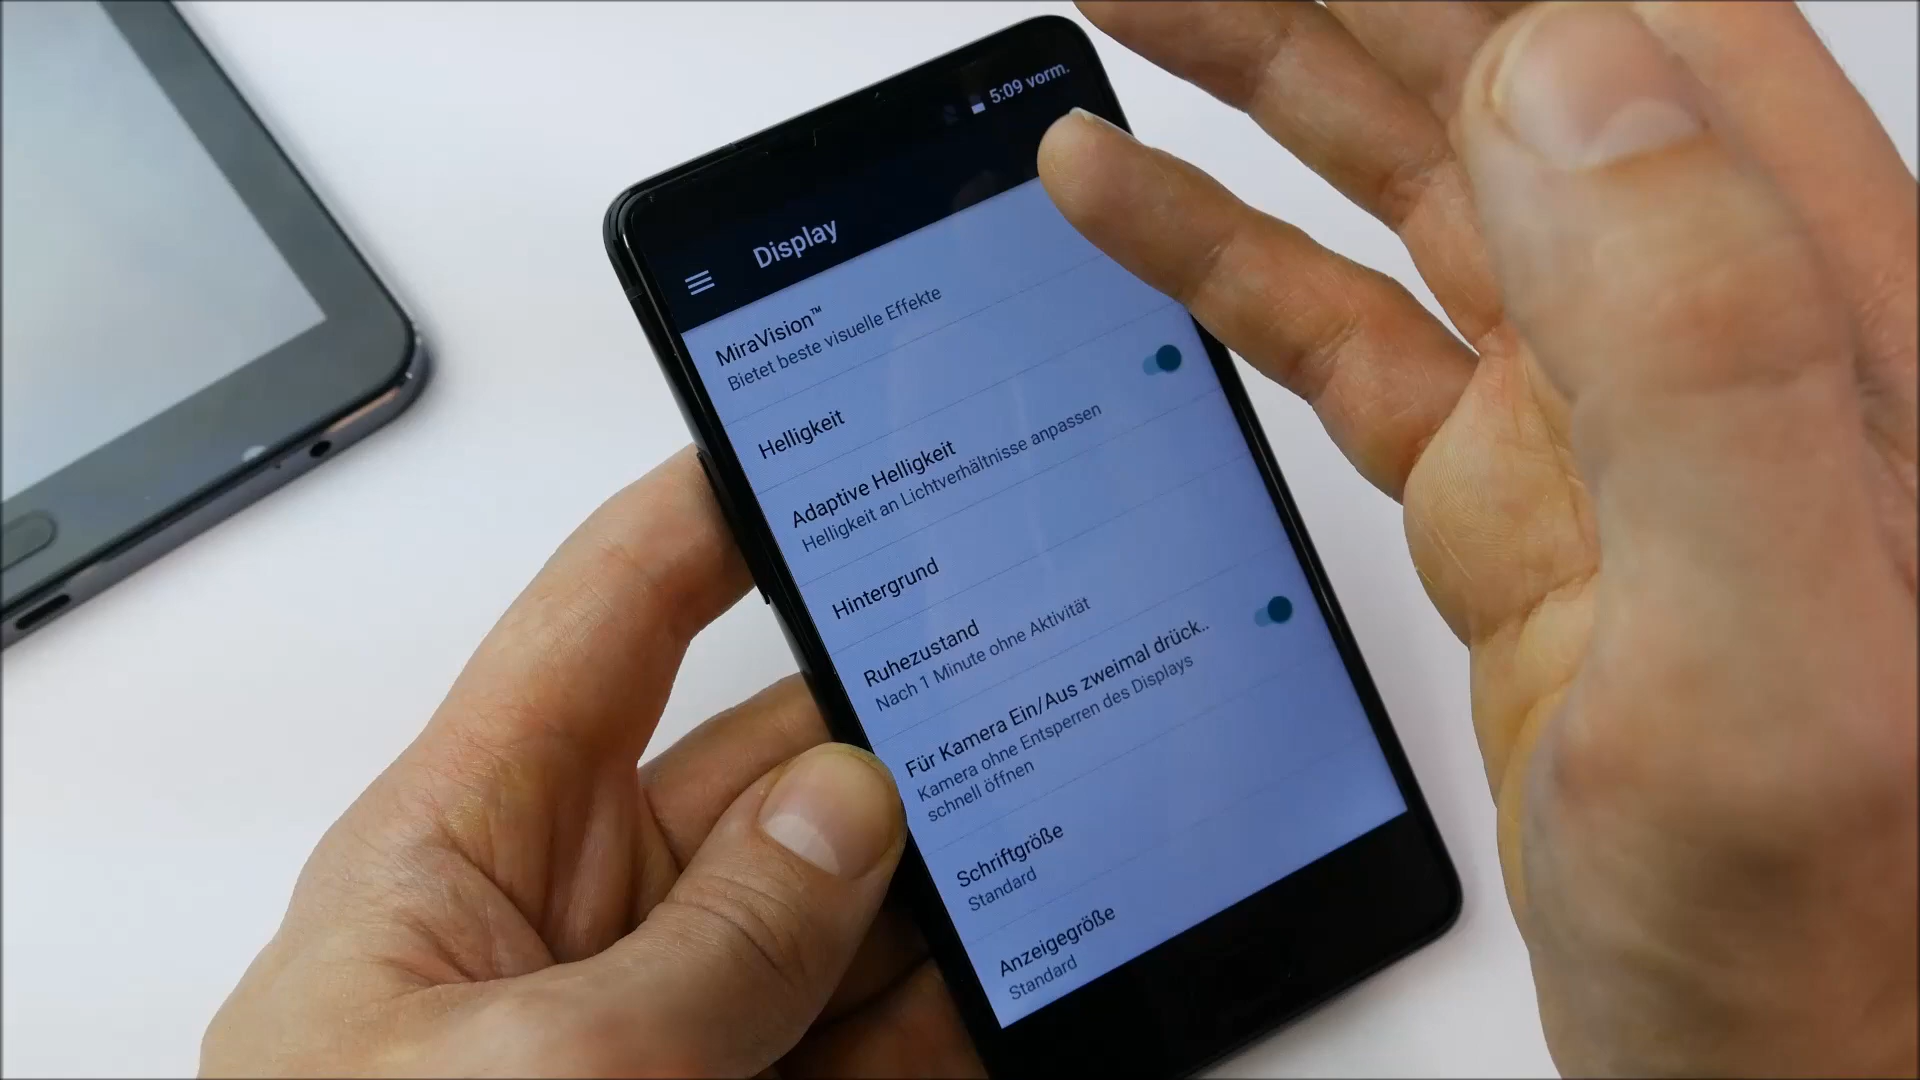 5:09 vorm.
Display
MiraVision™
Bietet beste visuelle Effekte
Helligkeit
Adaptive Helligkeit
Helligkeit an Lichtverhältnisse anpassen
Hintergrund
Ruhezustand
Nach 1 Minute ohne Aktivität
Für Kamera Ein/Aus zweimal drück..
Kamera ohne Entsperren des Displays
schnell öffnen
Schriftgröße
Standard
Anzeigegröße
Standard